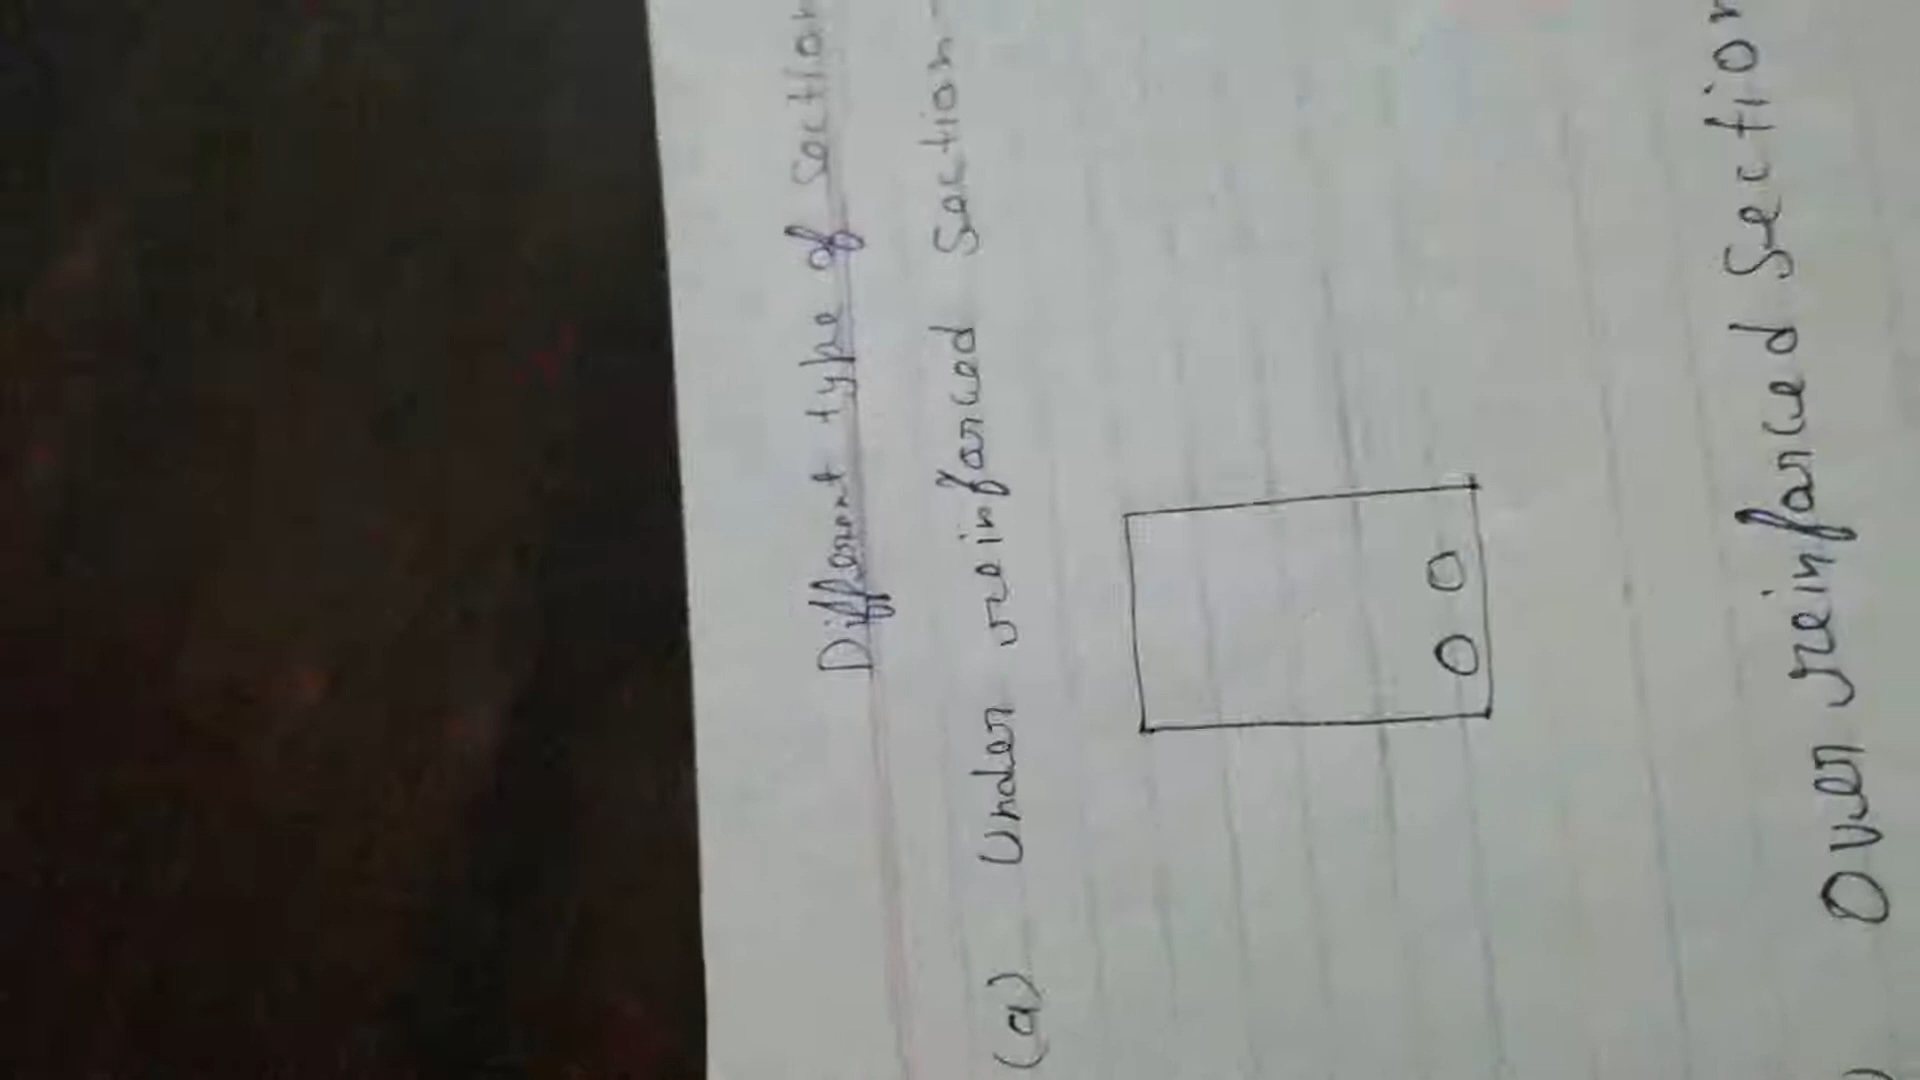 Different type of section
(a) Under reinforced Section-
Over reinforced Section